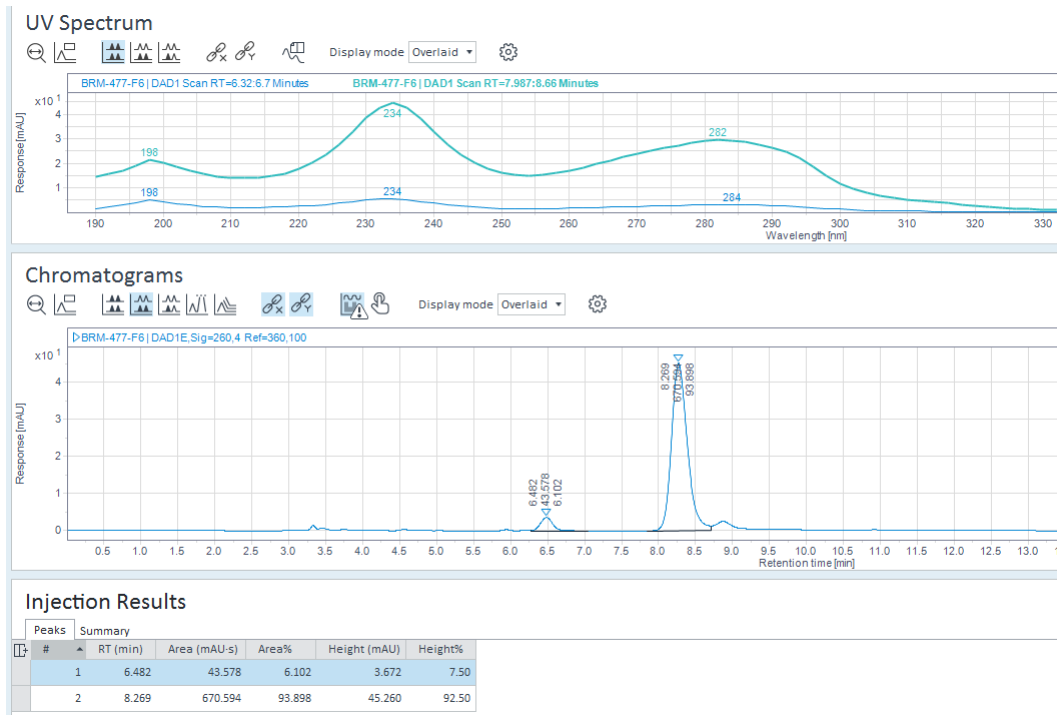 UV Spectrum
Display mode Overlaid
BRM-477-F6 | DAD1 Scan RT=6.32:6.7 Minutes BRM-477-F6 | DAD1 Scan RT=7.987:8.66 Minutes
x10 1
Response [mAU]
4
3
2
1
198
234
282
198
234
284
190 200 210 220 230 240 250 260 270 280 290 300 310 320 330
Wavelength [nm]
Chromatograms
Display mode Overlaid
BRM-477-F6 | DAD1E,Sig=260,4 Ref=360,100
x10 1
Response [mAU]
4
3
2
1
0
6.482
43.578
6.102
8.269
670.594
93.898
0.5 1.0 1.5 2.0 2.5 3.0 3.5 4.0 4.5 5.0 5.5 6.0 6.5 7.0 7.5 8.0 8.5 9.0 9.5 10.0 10.5 11.0 11.5 12.0 12.5 13.0
Retention time [min]
Injection Results
Peaks Summary
# RT (min) Area (mAU·s) Area% Height (mAU) Height%
1 6.482 43.578 6.102 3.672 7.50
2 8.269 670.594 93.898 45.260 92.50